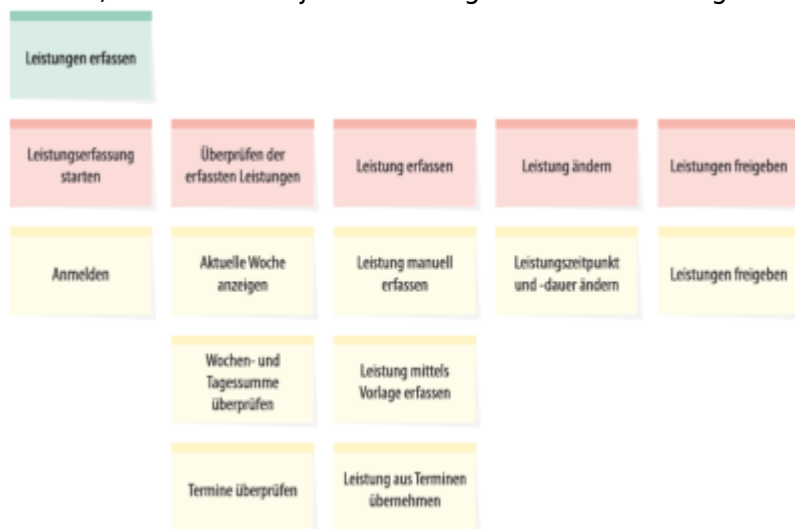 Leistungen erfassen
Leistungserfassung
starten
Überprüfen der
erfassten Leistungen
Leistung erfassen
Leistung ändern
Leistungen freigeben
Anmelden
Aktuelle Woche
anzeigen
Leistung manuell
erfassen
Leistungszeitpunkt
und -dauer ändern
Leistungen freigeben
Wochen- und
Tagessumme
überprüfen
Leistung mittels
Vorlage erfassen
Termine überprüfen
Leistung aus Terminen
übernehmen